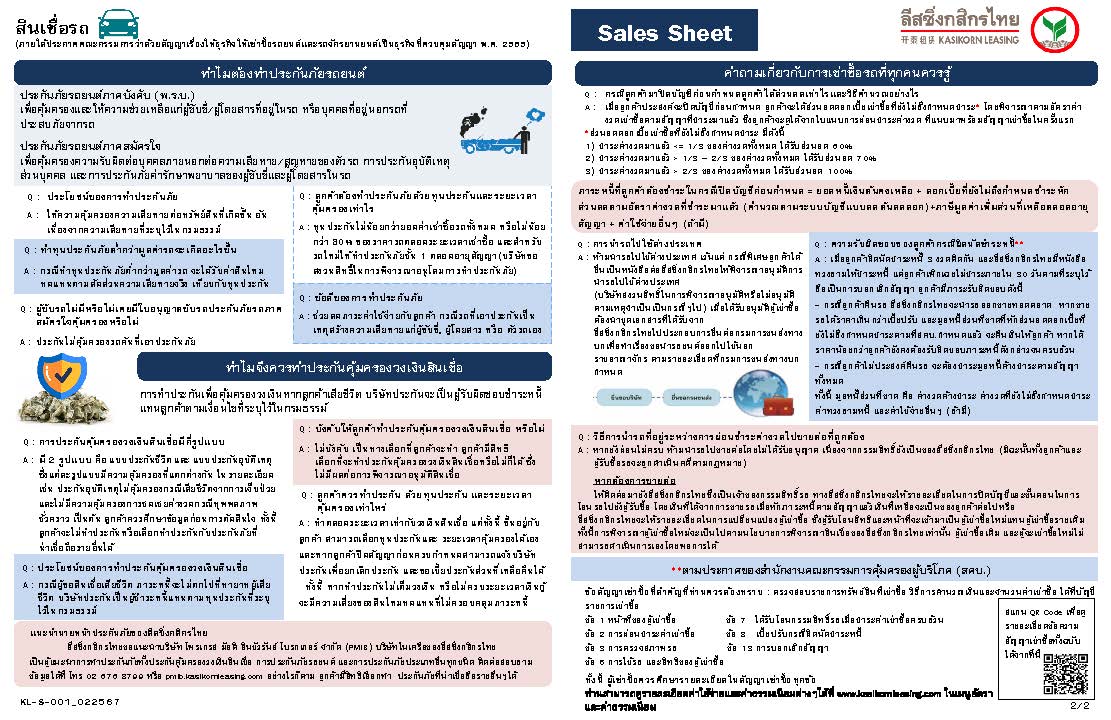 สินเชื่อรถ
(ภายใต้ประกาศคณะกรรมการว่าด้วยสัญญาเรื่องให้ธุรกิจให้เช่าซื้อรถยนต์และรถจักรยานยนต์เป็นธุรกิจที่ควบคุมสัญญา พ.ศ. 2565)
ทำไมต้องทำประกันภัยรถยนต์
ประกันภัยรถยนต์ภาคบังคับ (พ.ร.บ.)
เพื่อคุ้มครองและให้ความช่วยเหลือแก่ผู้ขับขี่/ผู้โดยสารที่อยู่ในรถ หรือบุคคลที่อยู่นอกรถที่
ประสบภัยจากรถ
ประกันภัยรถยนต์ภาคสมัครใจ
เพื่อคุ้มครองความรับผิดต่อบุคคลภายนอกต่อความเสียหาย/สูญหายของตัวรถ การประกันอุบัติเหตุ
ส่วนบุคคล และการประกันภัยค่ารักษาพยาบาลของผู้ขับขี่และผู้โดยสารในรถ
Q : ประโยชน์ของการทำประกันภัย
A : ให้ความคุ้มครองความเสียหายต่อทรัพย์สินที่เกิดขึ้น อัน
เนื่องจากความเสียหายที่ระบุไว้ในกรมธรรม์
Q : ทำทุนประกันภัยต่ำกว่ามูลค่ารถจะเกิดอะไรขึ้น
A : กรณีทำทุนประกันภัยต่ำกว่ามูลค่ารถ จะได้รับค่าสินไหม
ทดแทนตามสัดส่วนความเสียหายจริง เทียบกับทุนประกัน
Q : ผู้ขับรถไม่มีหรือไม่เคยมีใบอนุญาตขับรถประกันภัยรถภาค
สมัครใจคุ้มครองหรือไม่
A : ประกันไม่คุ้มครองรถคันที่เอาประกันภัย
Q : ลูกค้าต้องทำประกันภัยด้วยทุนประกันและระยะเวลา
คุ้มครองเท่าไร
A : ทุนประกันไม่น้อยกว่ายอดค่าเช่าซื้อรถทั้งหมด หรือไม่น้อย
กว่า 80% ของราคารถตลอดระยะเวลาเช่าซื้อ และสำหรับ
รถใหม่ให้ทำประกันภัยชั้น 1 ตลอดอายุสัญญา(บริษัทขอ
สงวนสิทธิ์ในการพิจารณาอนุโลมการทำประกันภัย)
Q : ข้อดีของการทำประกันภัย
A : ช่วยลดภาระค่าใช้จ่ายกับลูกค้า กรณีรถที่เอาประกันเป็น
เหตุสร้างความเสียหายแก่ผู้ขับขี่, ผู้โดยสาร หรือ ตัวรถเอง
ทำไมจึงควรทำประกันคุ้มครองวงเงินสินเชื่อ
การทำประกันเพื่อคุ้มครองวงเงินสินเชื่อ หากลูกค้าเสียชีวิต บริษัทประกันจะเป็นผู้รับผิดชอบชำระหนี้
แทนลูกค้าตามเงื่อนไขที่ระบุไว้ในกรมธรรม์
Q : การประกันคุ้มครองวงเงินสินเชื่อมีกี่รูปแบบ
A : มี 2 รูปแบบ คือ แบบประกันชีวิต และ แบบประกันอุบัติเหตุ
ซึ่งแต่ละรูปแบบมีความคุ้มครองที่แตกต่างกัน ในรายละเอียด
เช่น ประกันอุบัติเหตุไม่คุ้มครองกรณีเสียชีวิตจากการเจ็บป่วย
และไม่มีความคุ้มครองการชดเชยค่างวดกรณีทุพพลภาพ
ชั่วคราว เป็นต้น ลูกค้าควรศึกษาข้อมูลก่อนการตัดสินใจ ทั้งนี้
ลูกค้าจะไม่ทำประกันหรือเลือกทำประกันกับประกันภัยที่
น่าเชื่อถือรายอื่นได้
Q : ประโยชน์ของการทำประกันคุ้มครองวงเงินสินเชื่อ
A : กรณีผู้ขอสินเชื่อเสียชีวิต ภาระหนี้จะไม่ตกไปที่ทายาทผู้เสีย
ชีวิต บริษัทประกันเป็นผู้ชำระหนี้แทนตามทุนประกันที่ระบุ
ไว้ในกรมธรรม์
Q : บังคับให้ลูกค้าทำประกันคุ้มครองวงเงินสินเชื่อ หรือไม่
A : ไม่บังคับ เป็นทางเลือกที่ลูกค้าจะทำ ลูกค้ามีสิทธิ
เลือกที่จะทำประกันคุ้มครองวงเงินสินเชื่อหรือไม่ก็ได้ ซึ่ง
ไม่มีผลต่อการพิจารณาอนุมัติสินเชื่อ
Q : ลูกค้าควรทำประกัน ด้วยทุนประกัน และระยะเวลา
คุ้มครองเท่าไหร่
A : ทำตลอดระยะเวลาเท่ากับวงเงินสินเชื่อ แต่ทั้งนี้ ขึ้นอยู่กับ
ลูกค้า สามารถเลือกทุนประกันและ ระยะเวลาคุ้มครองได้เอง
และหากลูกค้าปิดสัญญาก่อนครบกำหนดสามารถแจ้งบริษัท
ประกันเพื่อยกเลิกประกัน และขอเบี้ยประกันส่วนที่เหลือคืนได้
ทั้งนี้ หากทำประกันไม่เต็มวงเงิน หรือไม่ครบระยะเวลาเงินกู้
จะมีความเสี่ยงของสินไหมทดแทนที่ไม่ครอบคลุมภาระหนี้
แนะนำนายหน้าประกันภัยของลีสซิ่งกสิกรไทย
ลีสซิ่งกสิกรไทยขอแนะนำบริษัท โพรเกรส มัลติ อินชัวรันส์ โบรกเกอร์ จำกัด (PMIB) บริษัทในเครือของลีสซิ่งกสิกรไทย
เป็นผู้แนะนำการทำประกันภัยทั้งประกันคุ้มครองวงเงินสินเชื่อ การประกันภัยรถยนต์ และการประกันภัยประเภทอื่นทุกชนิด ติดต่อสอบถาม
ข้อมูลได้ที่ โทร 02 676 3799 หรือ pmib.kasikornleasing.com อย่างไรก็ตาม ลูกค้ามีสิทธิเลือกทำ ประกันภัยที่น่าเชื่อถือรายอื่นๆได้
KL-S-001_022567
Sales Sheet
ลีสซิ่งกสิกรไทย
开泰租赁 KASIKORN LEASING
คำถามเกี่ยวกับการเช่าซื้อรถที่ทุกคนควรรู้
Q : กรณีลูกค้ามาปิดบัญชีก่อนกำหนดลูกค้าได้ส่วนลดเท่าไร และวิธีคำนวณอย่างไร
A : เมื่อลูกค้าประสงค์จะปิดบัญชีก่อนกำหนด ลูกค้าจะได้ส่วนลดดอกเบี้ยเช่าซื้อที่ยังไม่ถึงกำหนดชำระ* โดยพิจารณาตามอัตราค่า
งวดเช่าซื้อตามสัญญาที่ชำระมาแล้ว ซึ่งลูกค้าจะดูได้จากใบแนบการผ่อนชำระค่างวด ที่แนบมาพร้อมสัญญาเช่าซื้อในครั้งแรก
*ส่วนลดดอกเบี้ยเช่าซื้อที่ยังไม่ถึงกำหนดชำระ มีดังนี้
1) ชำระค่างวดมาแล้ว <= 1/3 ของค่างวดทั้งหมด ได้รับส่วนลด 60%
2) ชำระค่างวดมาแล้ว > 1/3 – 2/3 ของค่างวดทั้งหมด ได้รับส่วนลด 70%
3) ชำระค่างวดมาแล้ว > 2/3 ของค่างวดทั้งหมด ได้รับส่วนลด 100%
ภาระหนี้ที่ลูกค้าต้องชำระในกรณีปิดบัญชีก่อนกำหนด = ยอดหนี้เงินต้นคงเหลือ + ดอกเบี้ยที่ยังไม่ถึงกำหนดชำระหัก
ส่วนลดตามอัตราค่างวดที่ชำระมาแล้ว (คำนวณตามระบบบัญชีแบบลดต้นลดดอก)+ภาษีมูลค่าเพิ่มส่วนที่เหลือตลอดอายุ
สัญญา + ค่าใช้จ่ายอื่นๆ (ถ้ามี)
Q : การนำรถไปใช้ต่างประเทศ
A : ห้ามนำรถไปใช้ต่างประเทศ เว้นแต่ กรณีพิเศษลูกค้าได้
ยื่นเป็นหนังสือต่อลีสซิ่งกสิกรไทยให้พิจารณาอนุมัติการนำ
รถไปใช้ต่างประเทศ
(บริษัทสงวนสิทธิ์ในการพิจารณาอนุมัติหรือไม่อนุมัติ
ตามเหตุจำเป็นเป็นกรณีๆไป) เมื่อได้รับอนุมัติผู้เช่าซื้อ
ต้องนำชุดเอกสารที่ได้รับจาก
ลีสซิ่งกสิกรไทยไปประกอบการยื่นต่อกรมการขนส่งทาง
บกเพื่อทำเรื่องขอนำรถยนต์ออกไปใช้นอก
ราชอาณาจักร ตามรายละเอียดที่กรมการขนส่งทางบก
กำหนด
ยื่นขอบริษัท
ยื่นขอกรมขนส่ง
Q : ความรับผิดชอบของลูกค้ากรณีผิดนัดชำระหนี้**
A : เมื่อลูกค้าผิดนัดชำระหนี้ 3 งวดติดกัน และลีสซิ่งกสิกรไทยมีหนังสือ
ทวงถามให้ชำระหนี้ แต่ลูกค้าเพิกเฉยไม่ชำระภายใน 30 วันตามที่ระบุไว้
ถือเป็นการบอกเลิกสัญญา ลูกค้ามีภาระรับผิดชอบดังนี้
- กรณีที่ลูกค้าคืนรถ ลีสซิ่งกสิกรไทยจะนำรถออกขายทอดตลาด หากขาย
รถได้ราคาเกินกว่าเบี้ยปรับ และมูลหนี้ส่วนที่ขาดที่หักส่วนลดดอกเบี้ยที่
ยังไม่ถึงกำหนดชำระตามที่สคบ.กำหนดแล้ว จะคืนเงินให้ลูกค้า หากได้
ราคาน้อยกว่าลูกค้ายังคงต้องรับผิดชอบภาระหนี้ดังกล่าวจนครบถ้วน
- กรณีที่ลูกค้าไม่ประสงค์คืนรถ จะต้องชำระมูลหนี้ค้างชำระตามสัญญา
ทั้งหมด
ทั้งนี้ มูลหนี้ส่วนที่ขาด คือ ค่างวดค้างชำระ ค่างวดที่ยังไม่ถึงกำหนดชำระ
ค่าทวงถามหนี้ และค่าใช้จ่ายอื่นๆ (ถ้ามี)
Q : วิธีการนำรถที่อยู่ระหว่างการผ่อนชำระค่างวดไปขายต่อที่ถูกต้อง
A : หากยังผ่อนไม่ครบ ห้ามนำรถไปขายต่อโดยไม่ได้รับอนุญาต เนื่องจากกรรมสิทธิ์ยังเป็นของลีสซิ่งกสิกรไทย (มิฉะนั้นทั้งลูกค้าและ
ผู้รับซื้อรถจะถูกดำเนินคดีตามกฎหมาย)
หากต้องการขายต่อ
ให้ติดต่อมายังลีสซิ่งกสิกรไทยซึ่งเป็นเจ้าของกรรมสิทธิ์รถ ทางลีสซิ่งกสิกรไทยจะให้รายละเอียดในการปิดบัญชีและขั้นตอนในการ
โอนรถไปยังผู้รับซื้อ โดยเงินที่ได้จากการขายรถเมื่อหักภาระหนี้ตามสัญญาแล้วเงินที่เหลือจะเป็นของลูกค้าต่อไปหรือ
ลีสซิ่งกสิกรไทยจะให้รายละเอียดในการเปลี่ยนแปลงผู้เช่าซื้อ ซึ่งผู้รับโอนสิทธิและหน้าที่จะเข้ามาเป็นผู้เช่าซื้อใหม่แทนผู้เช่าซื้อรายเดิม
ทั้งนี้การพิจารณาผู้เช่าซื้อใหม่จะเป็นไปตามนโยบายการพิจารณาสินเชื่อของลีสซิ่งกสิกรไทยเท่านั้น ผู้เช่าซื้อเดิม และผู้จะเช่าซื้อใหม่ไม่
สามารถดำเนินการเองโดยพลการได้
**ตามประกาศของสำนักงานคณะกรรมการคุ้มครองผู้บริโภค (สคบ.)
ข้อสัญญาเช่าซื้อที่สำคัญที่ท่านควรต้องทราบ : ตรวจสอบรายการทรัพย์สินที่เช่าซื้อ วิธีการคำนวณเงินและจำนวนค่าเช่าซื้อ ได้ที่บัญชี
รายการเช่าซื้อ
ข้อ 1 หน้าที่ของผู้เช่าซื้อ
ข้อ 7 ได้รับโอนกรรมสิทธิ์รถเมื่อชำระค่าเช่าซื้อครบถ้วน
ข้อ 2 การผ่อนชำระค่าเช่าซื้อ
ข้อ 8 เบี้ยปรับกรณีผิดนัดชำระหนี้
ข้อ 3 การตรวจสภาพรถ
ข้อ 13 การบอกเลิกสัญญา
ข้อ 6 การใช้รถ และสิทธิของผู้เช่าซื้อ
ทั้งนี้ ผู้เช่าซื้อควรศึกษารายละเอียดในสัญญาเช่าซื้อทุกข้อ
ท่านสามารถดูรายละเอียดค่าใช้จ่ายและค่าธรรมเนียมต่างๆได้ที่ www.kasikornleasing.com ในเมนูอัตรา
และค่าธรรมเนียม
สแกน QR Code เพื่อดู
รายละเอียดข้อความ
สัญญาเช่าซื้อทั้งฉบับ
ได้จากที่นี่
2/2